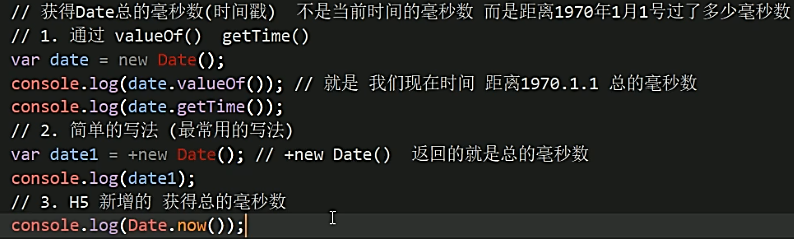 // 获得Date总的毫秒数(时间戳)  不是当前时间的毫秒数 而是距离1970年1月1号过了多少毫秒数
// 1. 通过 valueOf()  getTime()
var date = new Date();
console.log(date.valueOf()); // 就是 我们现在时间 距离1970.1.1 总的毫秒数
console.log(date.getTime());
// 2. 简单的写法 (最常用的写法)
var date1 = +new Date(); // +new Date()  返回的就是总的毫秒数
console.log(date1);
// 3. H5 新增的 获得总的毫秒数
console.log(Date.now());